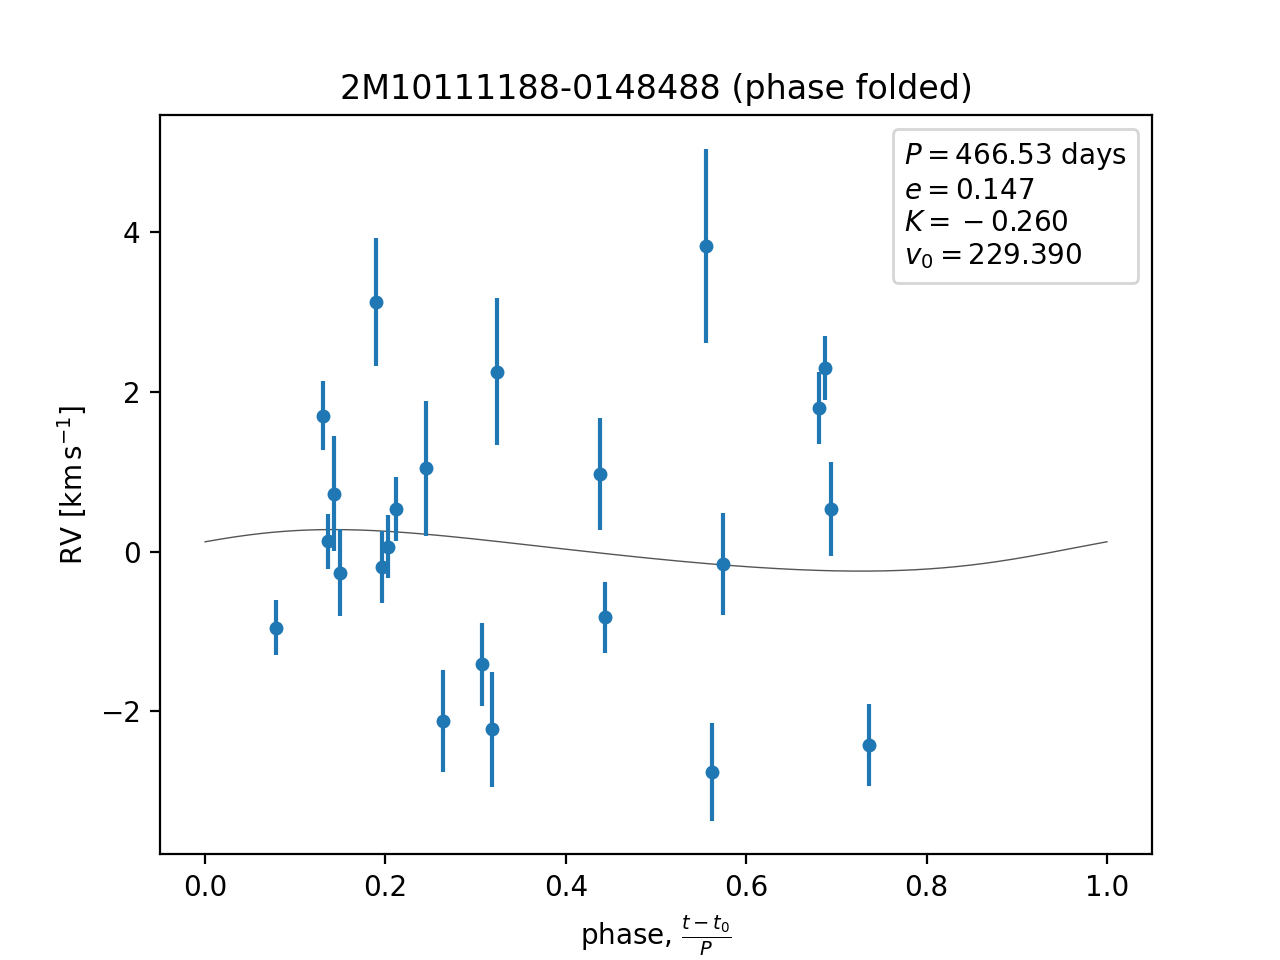 2M10111188-0148488 (phase folded)
P = 466.53 days
e = 0.147
K = −0.260
v₀ = 229.390
4
2
0
−2
RV [km s⁻¹]
0.0 0.2 0.4 0.6 0.8 1.0
phase, (t − t₀)/P